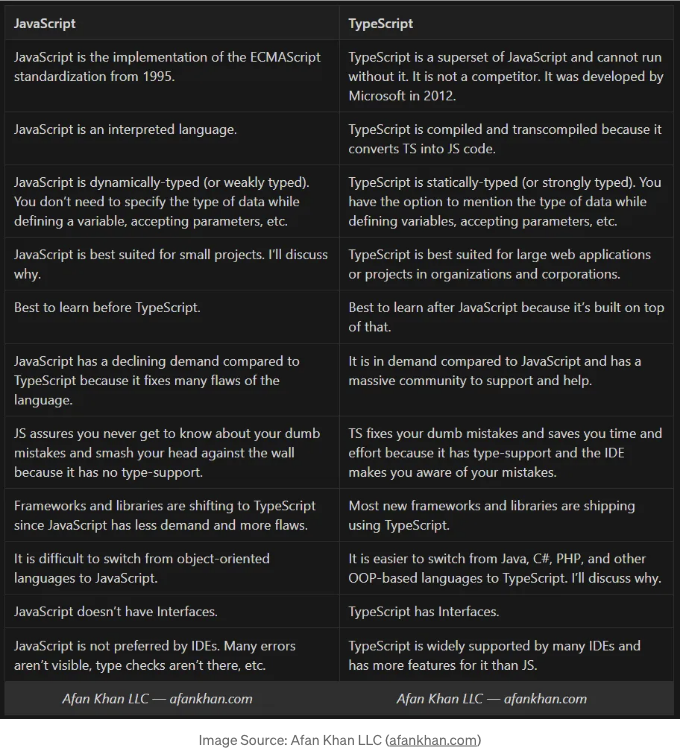 JavaScript
TypeScript
JavaScript is the implementation of the ECMAScript
standardization from 1995.
TypeScript is a superset of JavaScript and cannot run
without it. It is not a competitor. It was developed by
Microsoft in 2012.
JavaScript is an interpreted language.
TypeScript is compiled and transcompiled because it
converts TS into JS code.
JavaScript is dynamically-typed (or weakly typed).
You don't need to specify the type of data while
defining a variable, accepting parameters, etc.
TypeScript is statically-typed (or strongly typed). You
have the option to mention the type of data while
defining variables, accepting parameters, etc.
JavaScript is best suited for small projects. I'll discuss
why.
TypeScript is best suited for large web applications
or projects in organizations and corporations.
Best to learn before TypeScript.
Best to learn after JavaScript because it's built on top
of that.
JavaScript has a declining demand compared to
TypeScript because it fixes many flaws of the
language.
It is in demand compared to JavaScript and has a
massive community to support and help.
JS assures you never get to know about your dumb
mistakes and smash your head against the wall
because it has no type-support.
TS fixes your dumb mistakes and saves you time and
effort because it has type-support and the IDE
makes you aware of your mistakes.
Frameworks and libraries are shifting to TypeScript
since JavaScript has less demand and more flaws.
Most new frameworks and libraries are shipping
using TypeScript.
It is difficult to switch from object-oriented
languages to JavaScript.
It is easier to switch from Java, C#, PHP, and other
OOP-based languages to TypeScript. I'll discuss why.
JavaScript doesn't have Interfaces.
TypeScript has Interfaces.
JavaScript is not preferred by IDEs. Many errors
aren't visible, type checks aren't there, etc.
TypeScript is widely supported by many IDEs and
has more features for it than JS.
Afan Khan LLC — afankhan.com
Afan Khan LLC — afankhan.com
Image Source: Afan Khan LLC (afankhan.com)